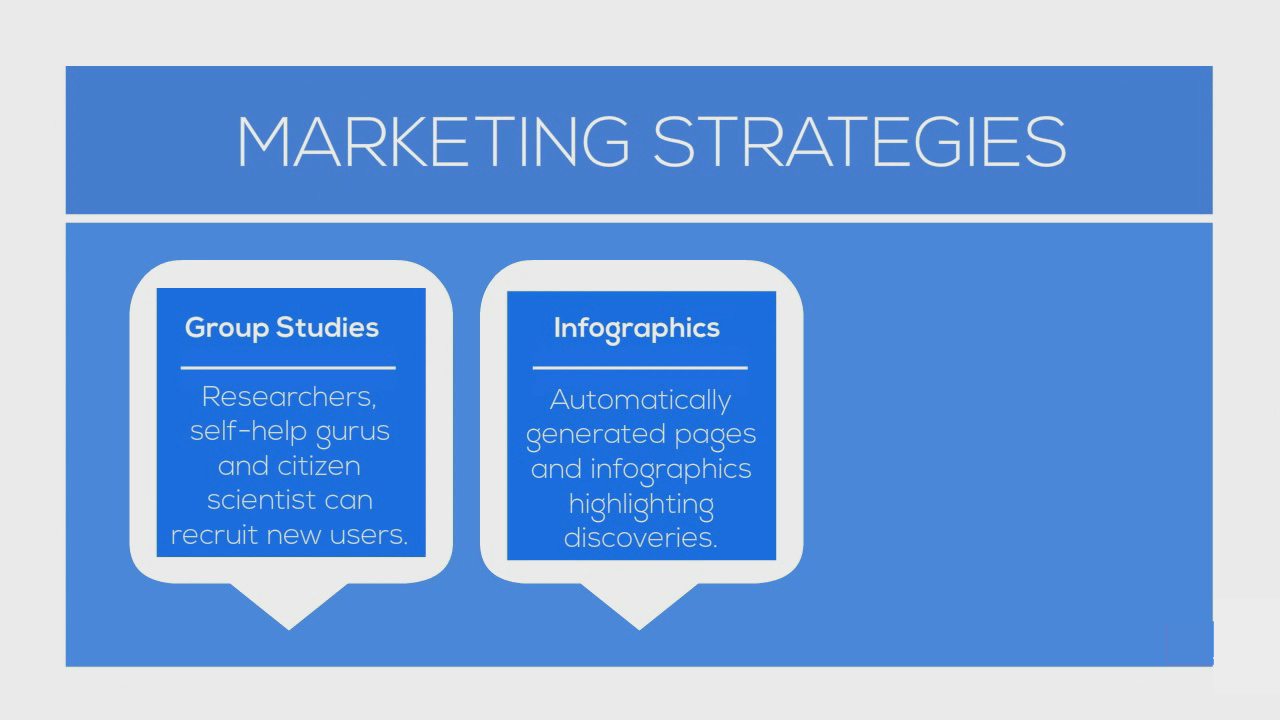 MARKETING STRATEGIES
Group Studies
Researchers,
self-help gurus
and citizen
scientist can
recruit new users.
Infographics
Automatically
generated pages
and infographics
highlighting
discoveries.